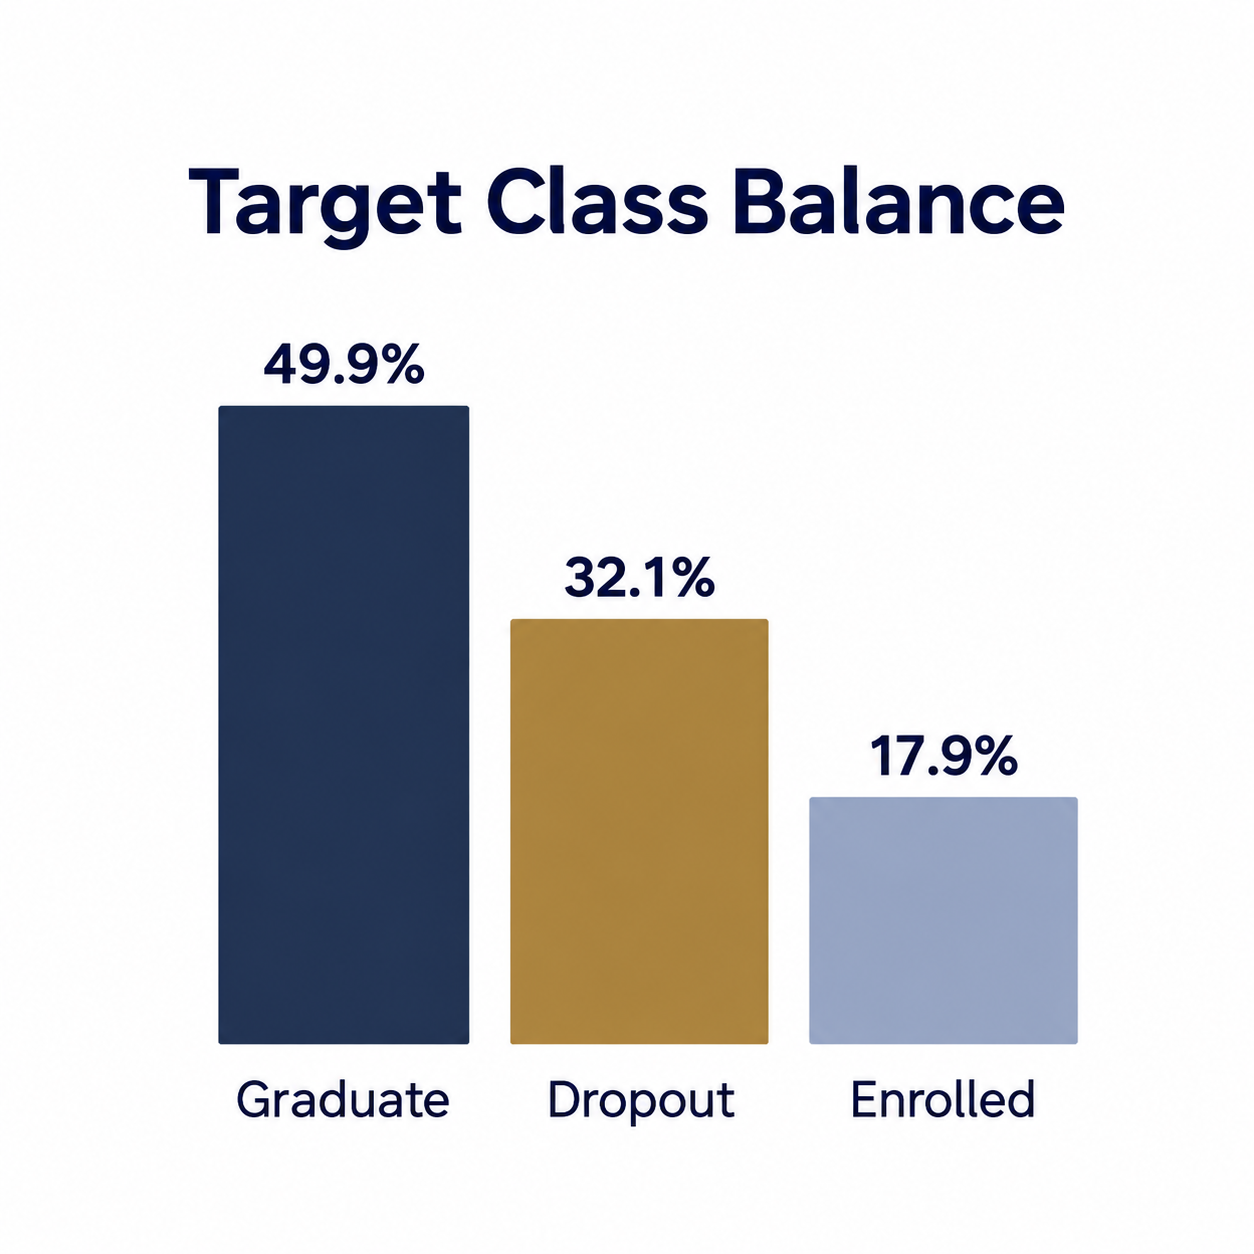 Target Class Balance
49.9%
32.1%
17.9%
Graduate
Dropout
Enrolled